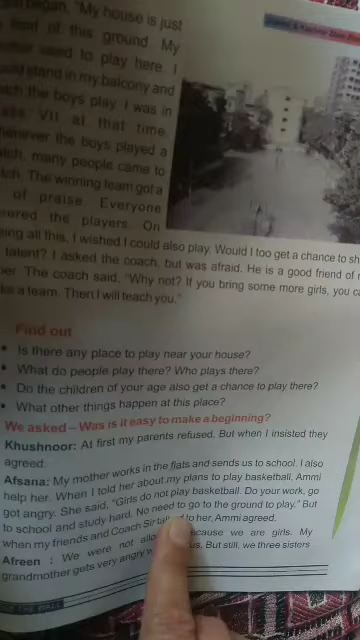 began. "My house is just
front of this ground. My
used to play here. I
stand in my balcony and
the boys play. I was in
VII at that time.
the boys played a
many people came to
The winning team got a
of praise. Everyone
the players. On
all this, I wished I could also play. Would I too get a chance to
talent? I asked the coach, but was afraid. He is a good friend of
The coach said, "Why not? If you bring some more girls, you
a team. Then I will teach you."
Find out
• Is there any place to play near your house?
• What do people play there? Who plays there?
• Do the children of your age also get a chance to play there?
• What other things happen at this place?
We asked – Was is it easy to make a beginning?
Khushnoor: At first my parents refused. But when I insisted they
agreed.
Afsana: My mother works in the flats and sends us to school. I also
help her. When I told her about my plans to play basketball, Ammi
got angry. She said, "Girls do not play basketball. Do your work, go
to school and study hard. No need to go to the ground to play." But
when my friends and Coach Sir to her, Ammi agreed.
Afreen : We were not because we are girls. My
grandmother gets very angry But still, we three sisters
THE WALL